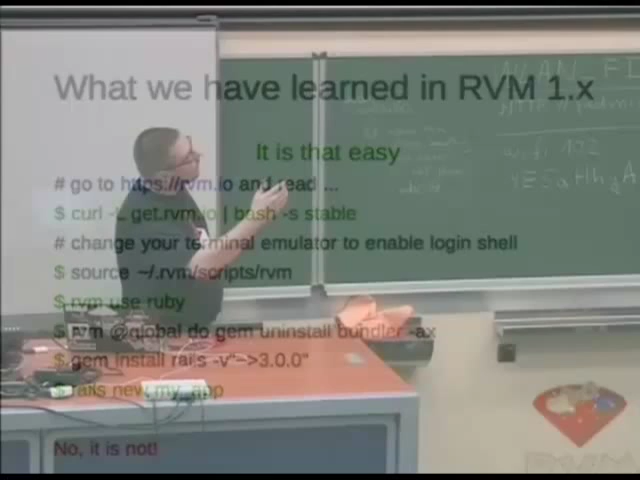 What we have learned in RVM 1.x
It is that easy
# go to https://rvm.io and read ...
$ curl -L get.rvm.io | bash -s stable
# change your terminal emulator to enable login shell
$ source ~/.rvm/scripts/rvm
$ rvm use ruby
$ rvm @global do gem uninstall bundler -ax
$ gem install rails -v"~>3.0.0"
$ rails new my_app
No, it is not!
WLAN
RVM